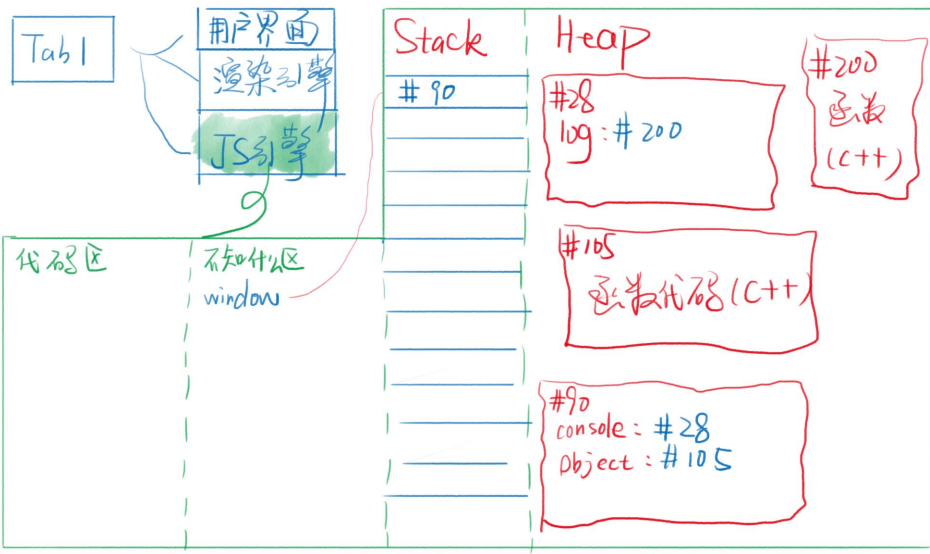 Tab1
用户界面
渲染引擎
JS引擎
代码区
不知什么区
window
Stack
#90
Heap
#28
log:#200
#200
函数
(C++)
#105
函数代码(C++)
#90
console:#28
Object:#105